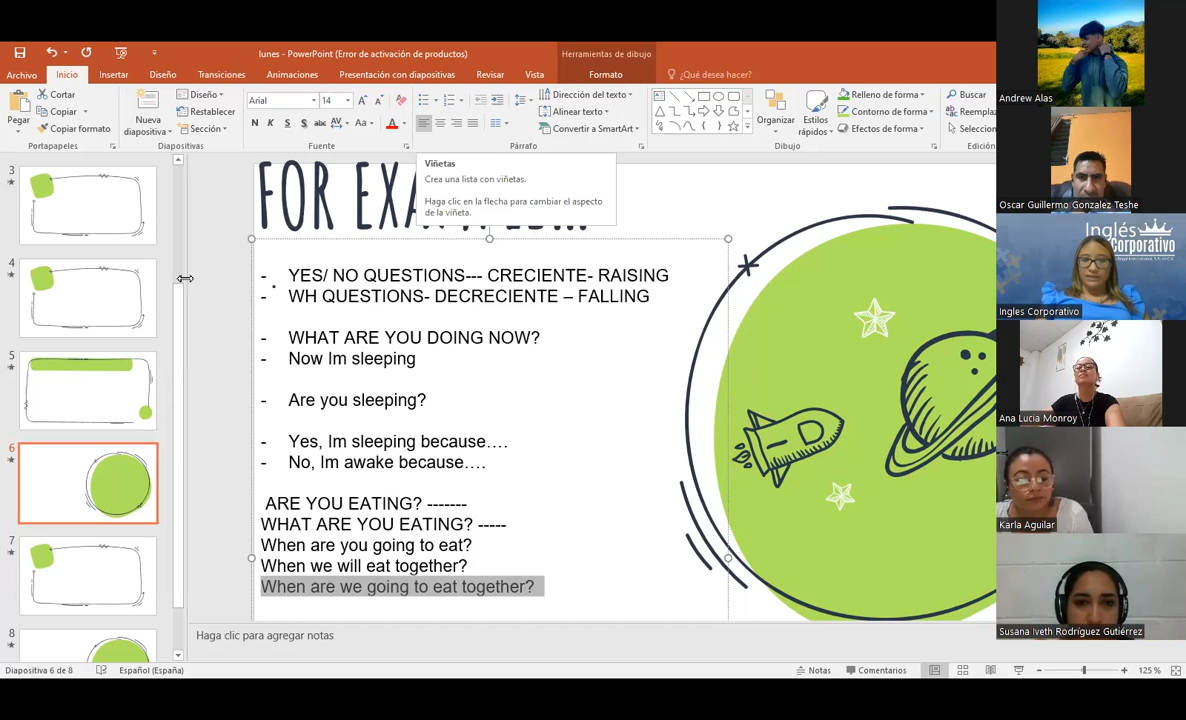 lunes - PowerPoint (Error de activación de productos)
Herramientas de dibujo
Archivo
Inicio
Insertar
Diseño
Transiciones
Animaciones
Presentación con diapositivas
Revisar
Vista
Formato
¿Qué desea hacer?
Pegar
Cortar
Copiar
Copiar formato
Portapapeles
Nueva diapositiva
Diseño
Restablecer
Sección
Diapositivas
Arial
14
Fuente
Dirección del texto
Alinear texto
Convertir a SmartArt
Párrafo
Organizar
Estilos rápidos
Relleno de forma
Contorno de forma
Efectos de forma
Dibujo
Buscar
Viñetas
Crea una lista con viñetas.
Haga clic en la flecha para cambiar el aspecto
de la viñeta.
- YES/ NO QUESTIONS--- CRECIENTE- RAISING
- WH QUESTIONS- DECRECIENTE – FALLING
- WHAT ARE YOU DOING NOW?
- Now Im sleeping
- Are you sleeping?
- Yes, Im sleeping because….
- No, Im awake because….
ARE YOU EATING? -------
WHAT ARE YOU EATING? -----
When are you going to eat?
When we will eat together?
When are we going to eat together?
3
4
5
6
7
8
Haga clic para agregar notas
Diapositiva 6 de 8
Español (España)
Notas
Comentarios
125 %
Andrew Alas
Oscar Guillermo Gonzalez Teshe
Inglés
Corporativo
Ingles Corporativo
Ana Lucia Monroy
Karla Aguilar
Susana Iveth Rodríguez Gutiérrez